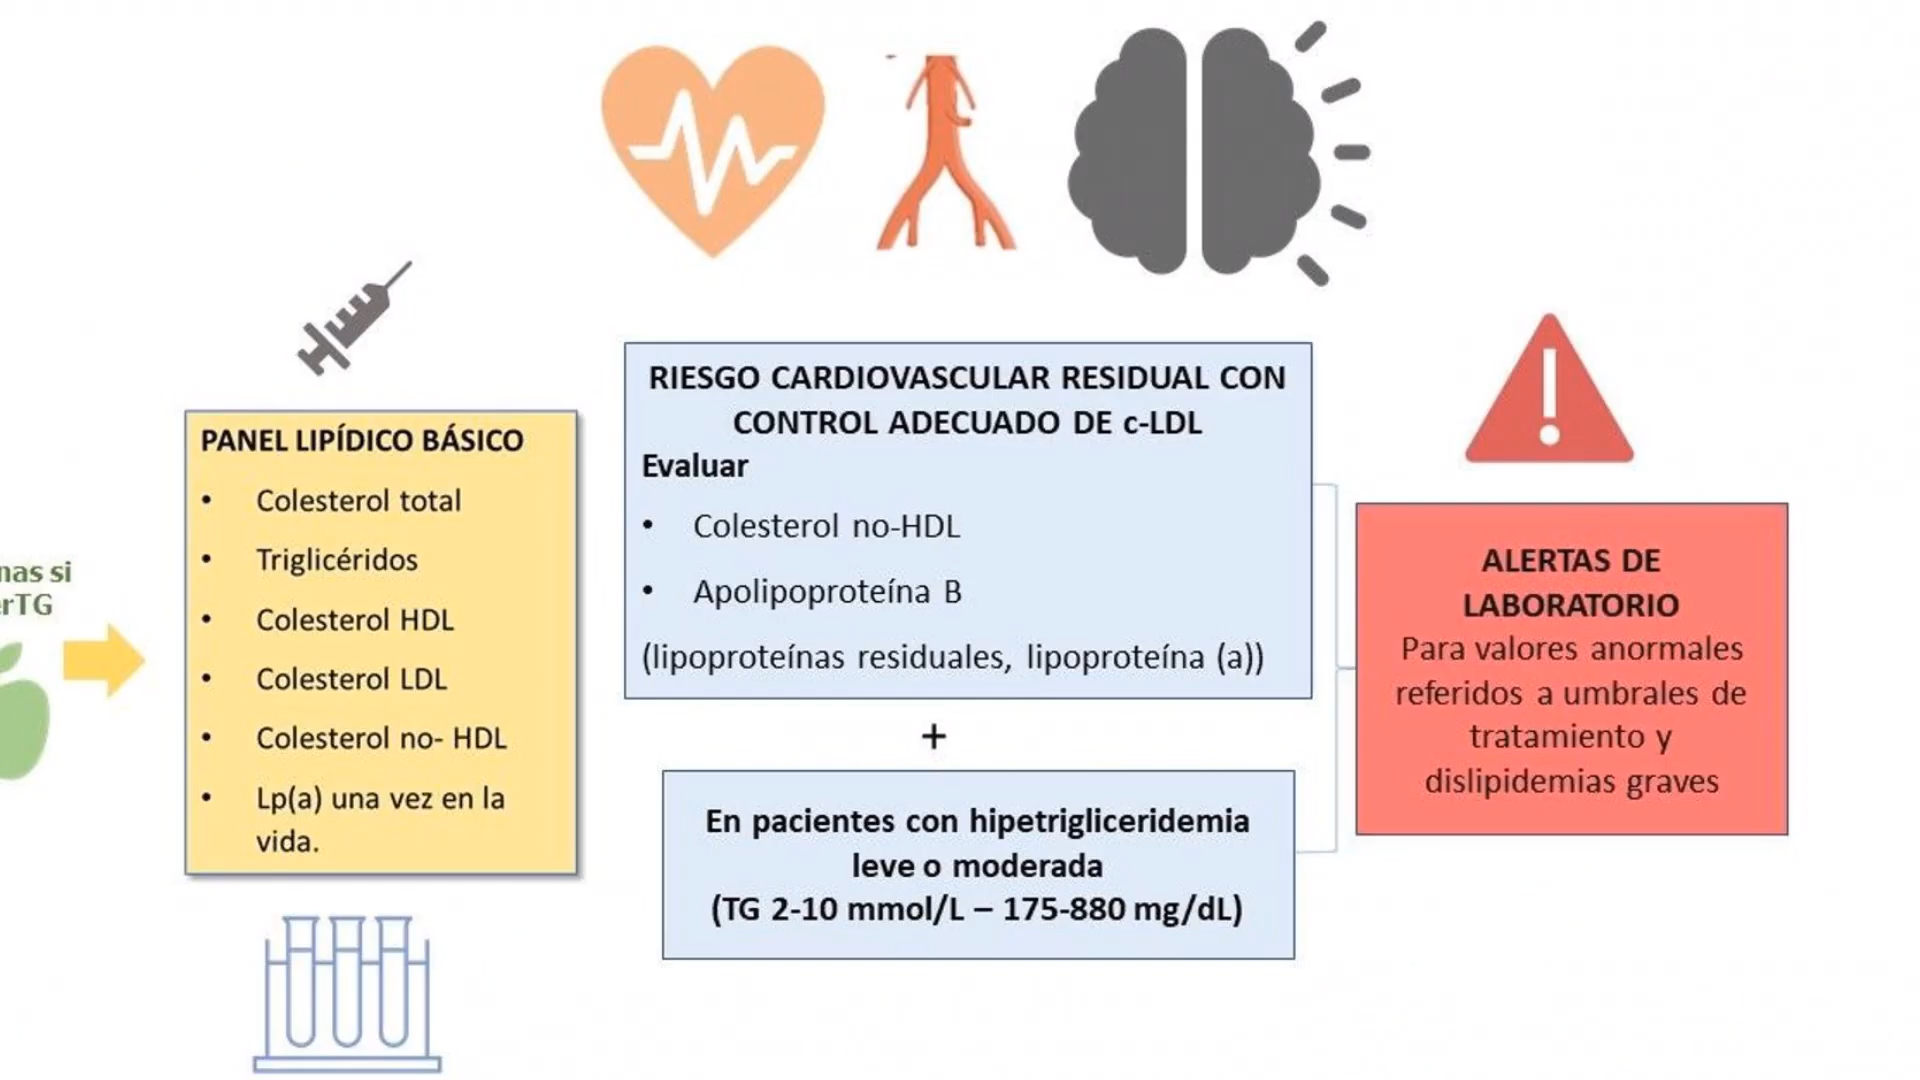 si
PANEL LIPÍDICO BÁSICO
• Colesterol total
• Triglicéridos
• Colesterol HDL
• Colesterol LDL
• Colesterol no- HDL
• Lp(a) una vez en la
vida.
RIESGO CARDIOVASCULAR RESIDUAL CON
CONTROL ADECUADO DE c-LDL
Evaluar
• Colesterol no-HDL
• Apolipoproteína B
(lipoproteínas residuales, lipoproteína (a))
+
En pacientes con hipetrigliceridemia
leve o moderada
(TG 2-10 mmol/L – 175-880 mg/dL)
ALERTAS DE
LABORATORIO
Para valores anormales
referidos a umbrales de
tratamiento y
dislipidemias graves